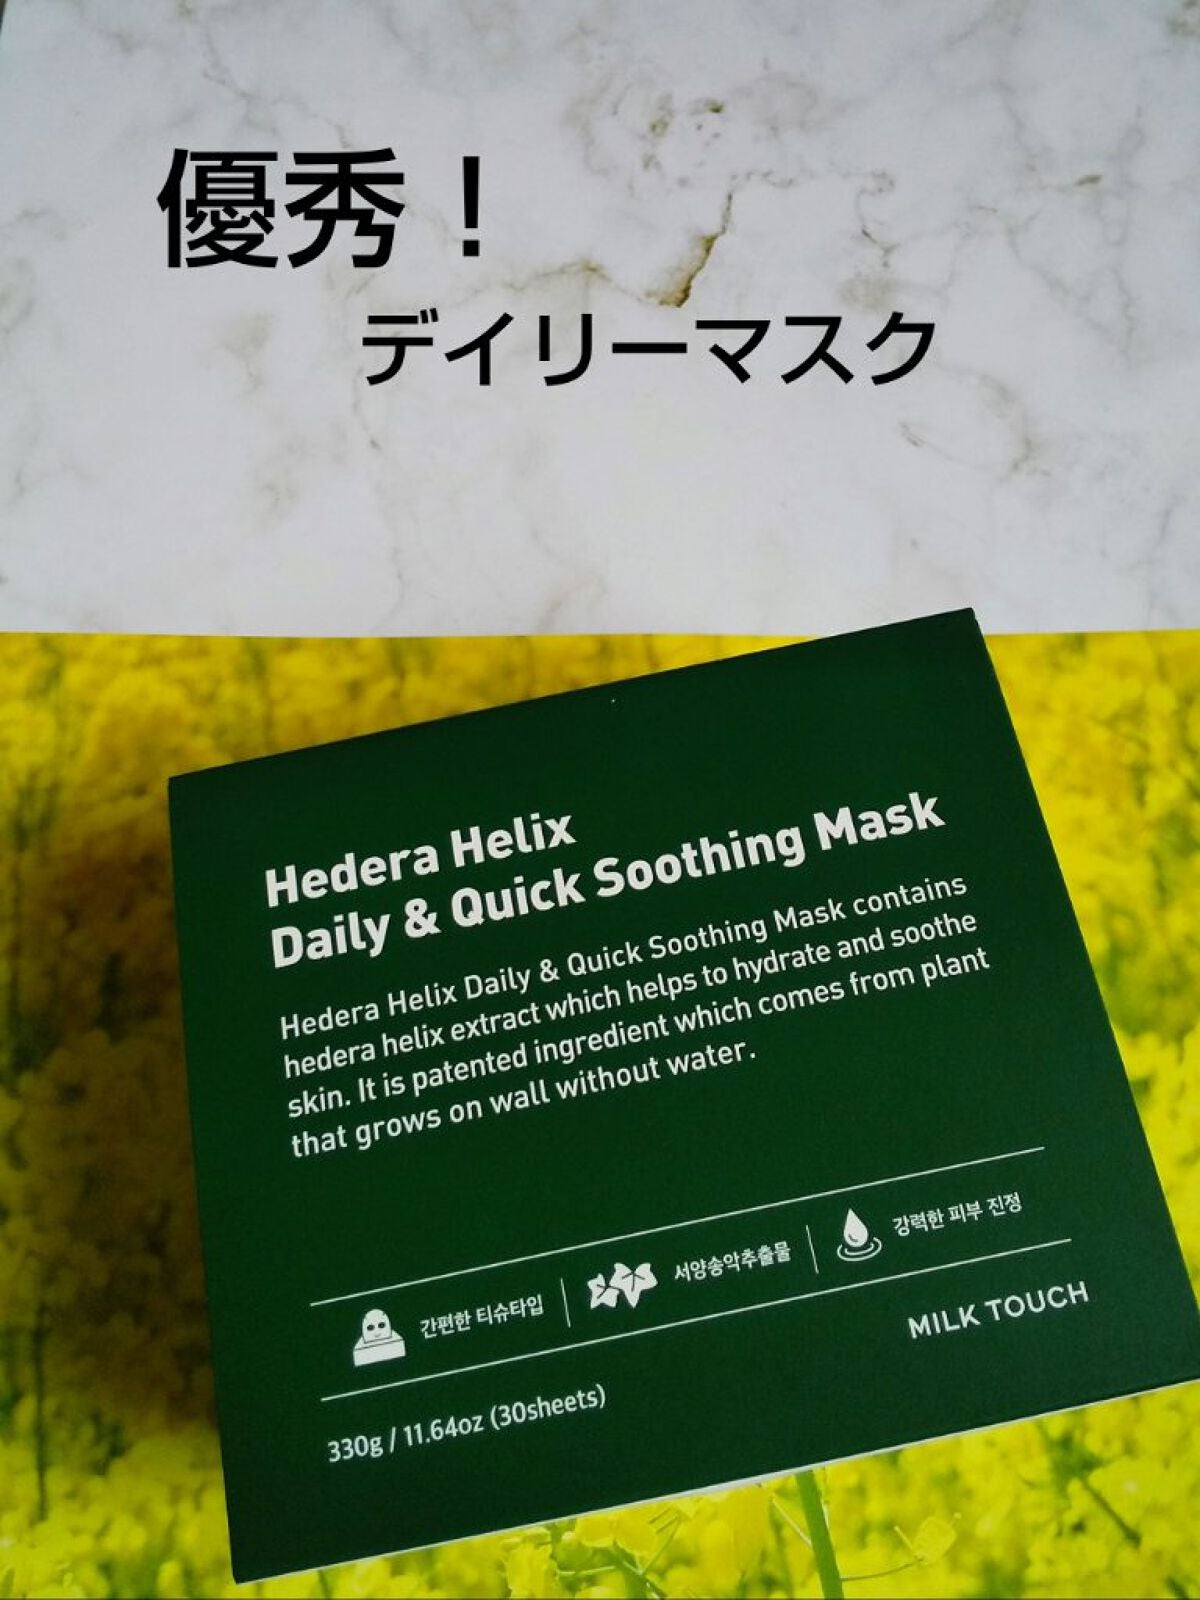 優秀！
デイリーマスク
Hedera Helix
Daily & Quick Soothing Mask
Hedera Helix Daily & Quick Soothing Mask contains
hedera helix extract which helps to hydrate and soothe
skin. It is patented ingredient which comes from plant
that grows on wall without water.
간편한 티슈타입
서양송악추출물
강력한 피부 진정
MILK TOUCH
330g / 11.64oz (30sheets)